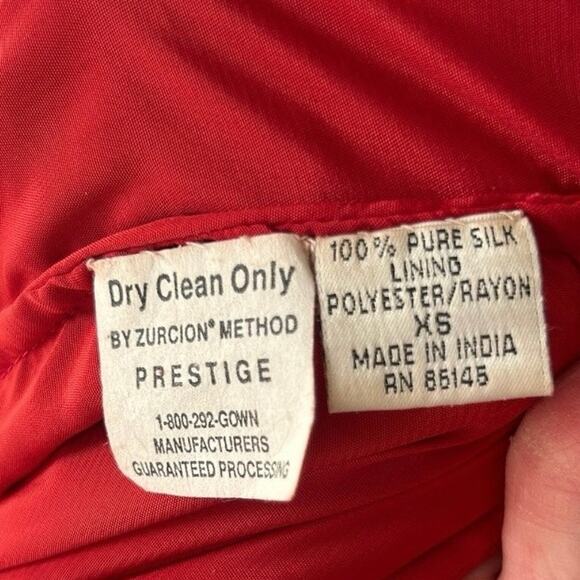 Dry Clean Only
BY ZURCION® METHOD
PRESTIGE
1-800-292-GOWN
MANUFACTURERS
GUARANTEED PROCESSING
100% PURE SILK
LINING
POLYESTER/RAYON
XS
MADE IN INDIA
RN 86145